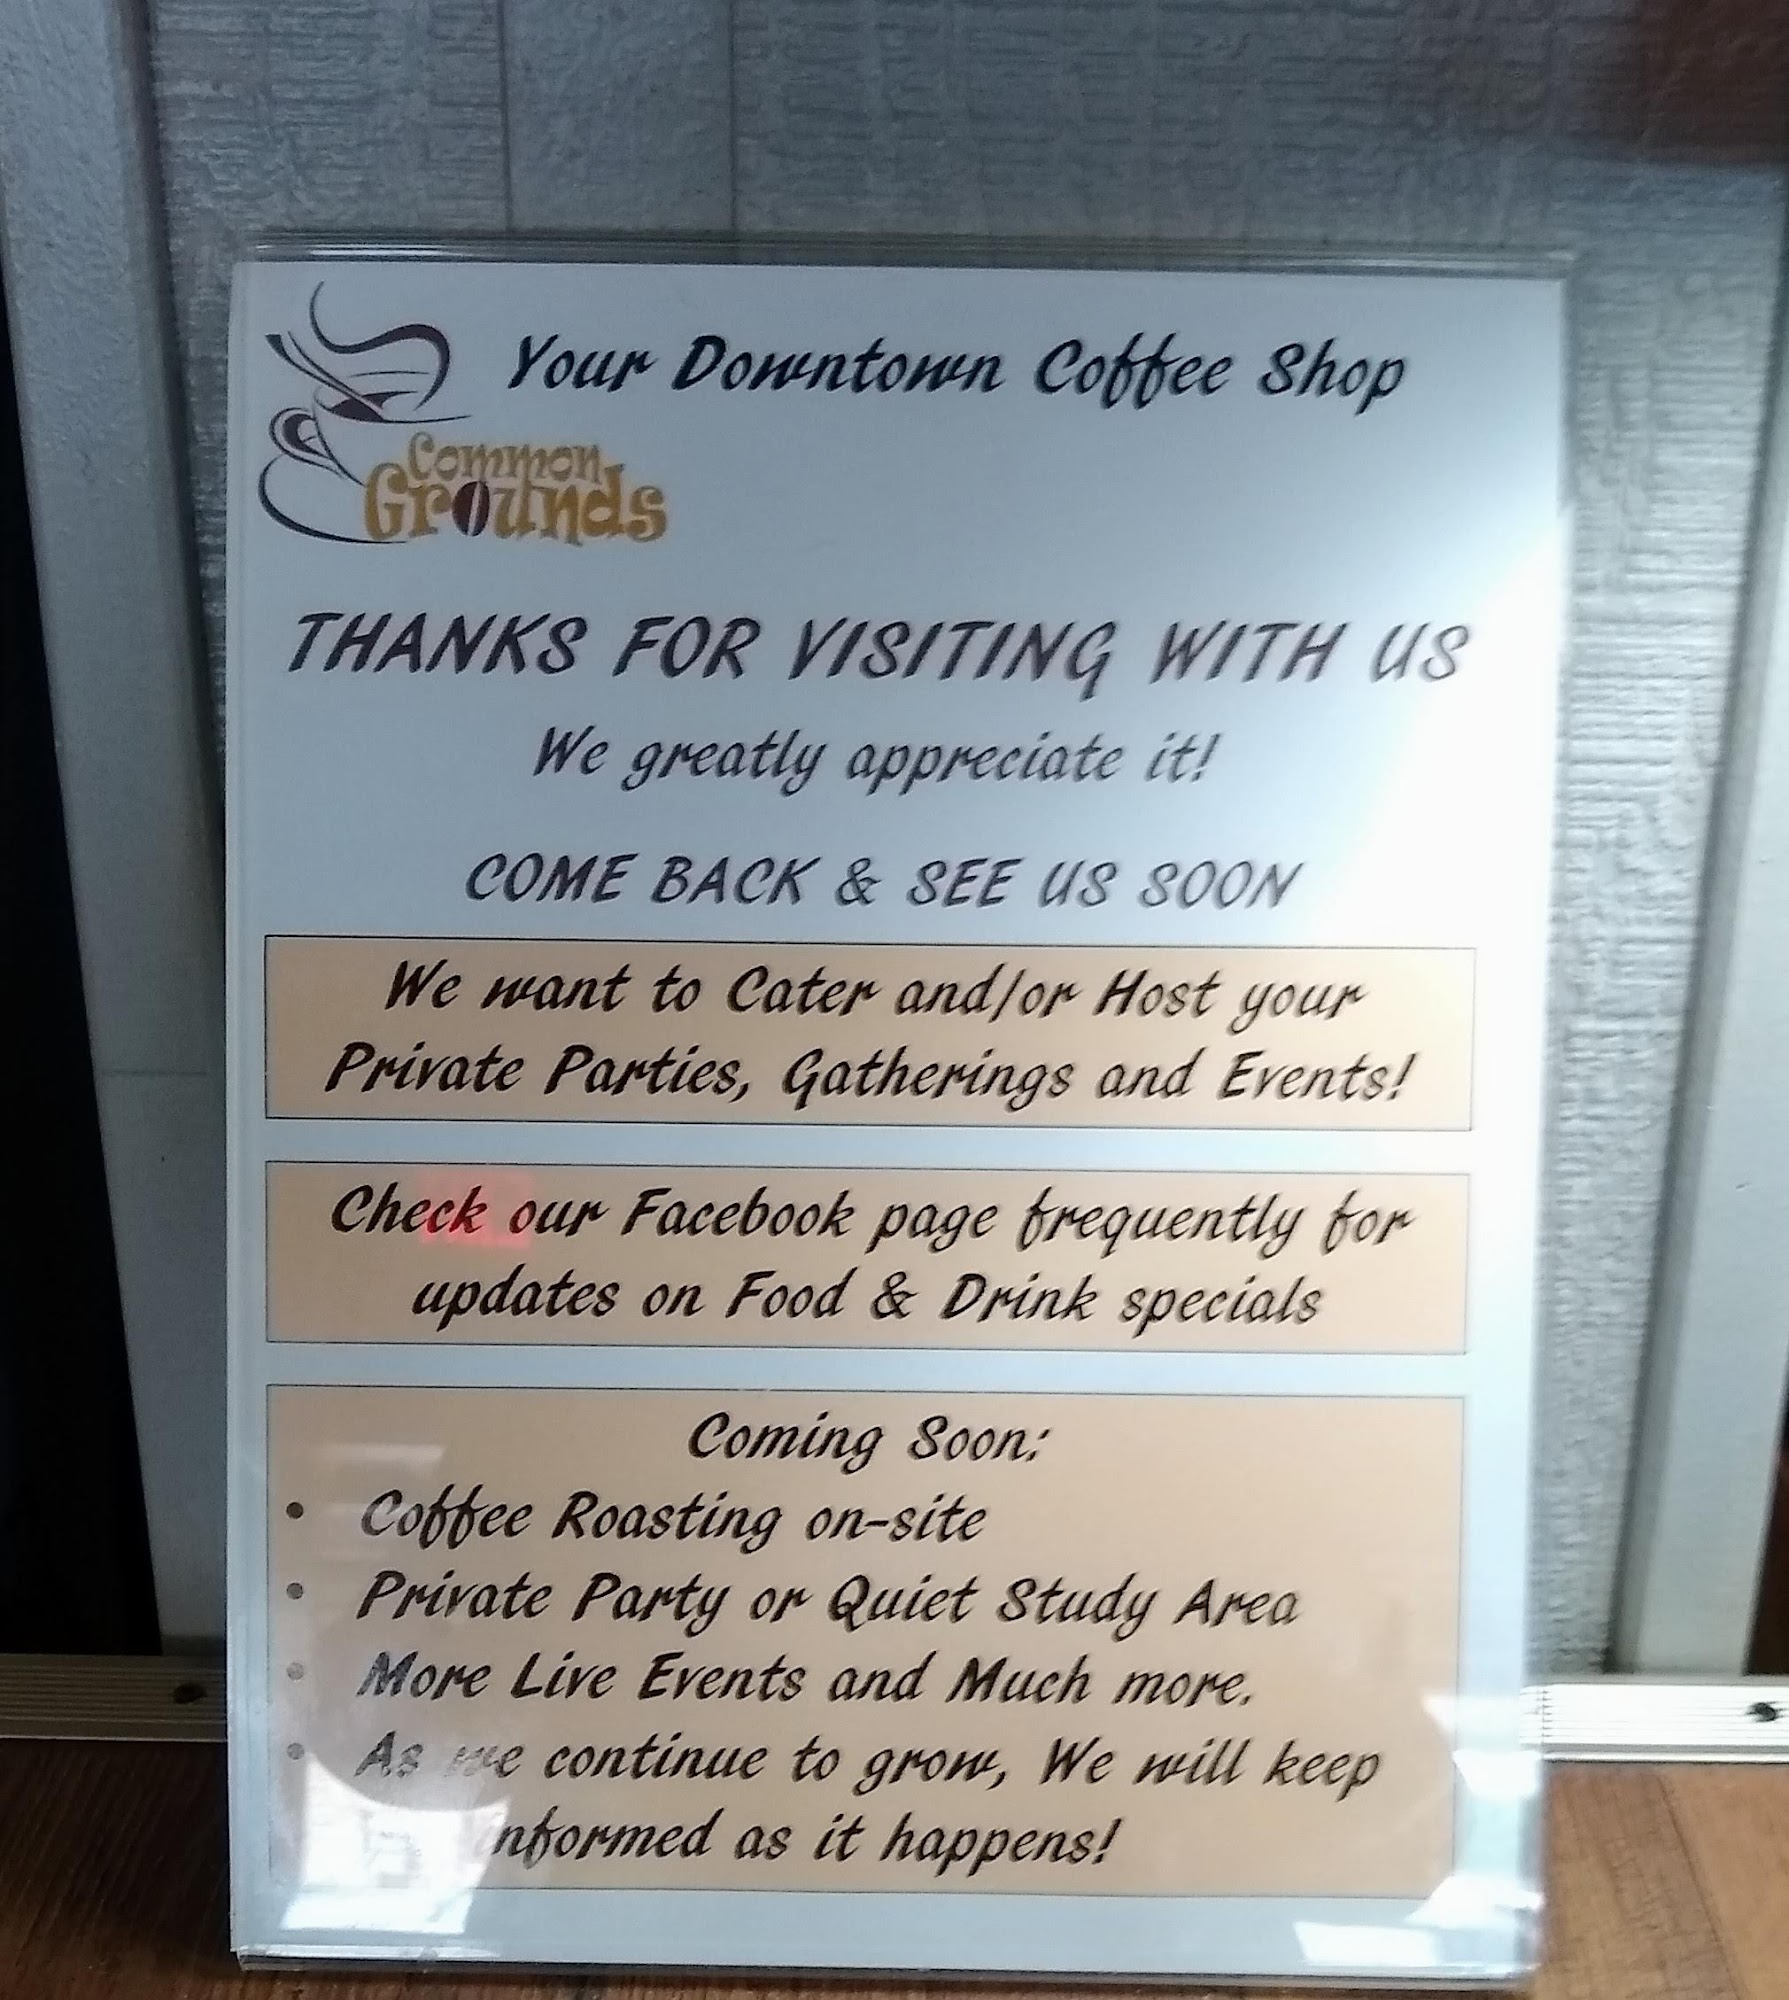 Your Downtown Coffee Shop
Common
Grounds
THANKS FOR VISITING WITH US
We greatly appreciate it!
COME BACK & SEE US SOON
We want to Cater and/or Host your
Private Parties, Gatherings and Events!
Check our Facebook page frequently for
updates on Food & Drink specials
Coming Soon:
• Coffee Roasting on-site
• Private Party or Quiet Study Area
• More Live Events and Much more.
• As we continue to grow, We will keep
informed as it happens!